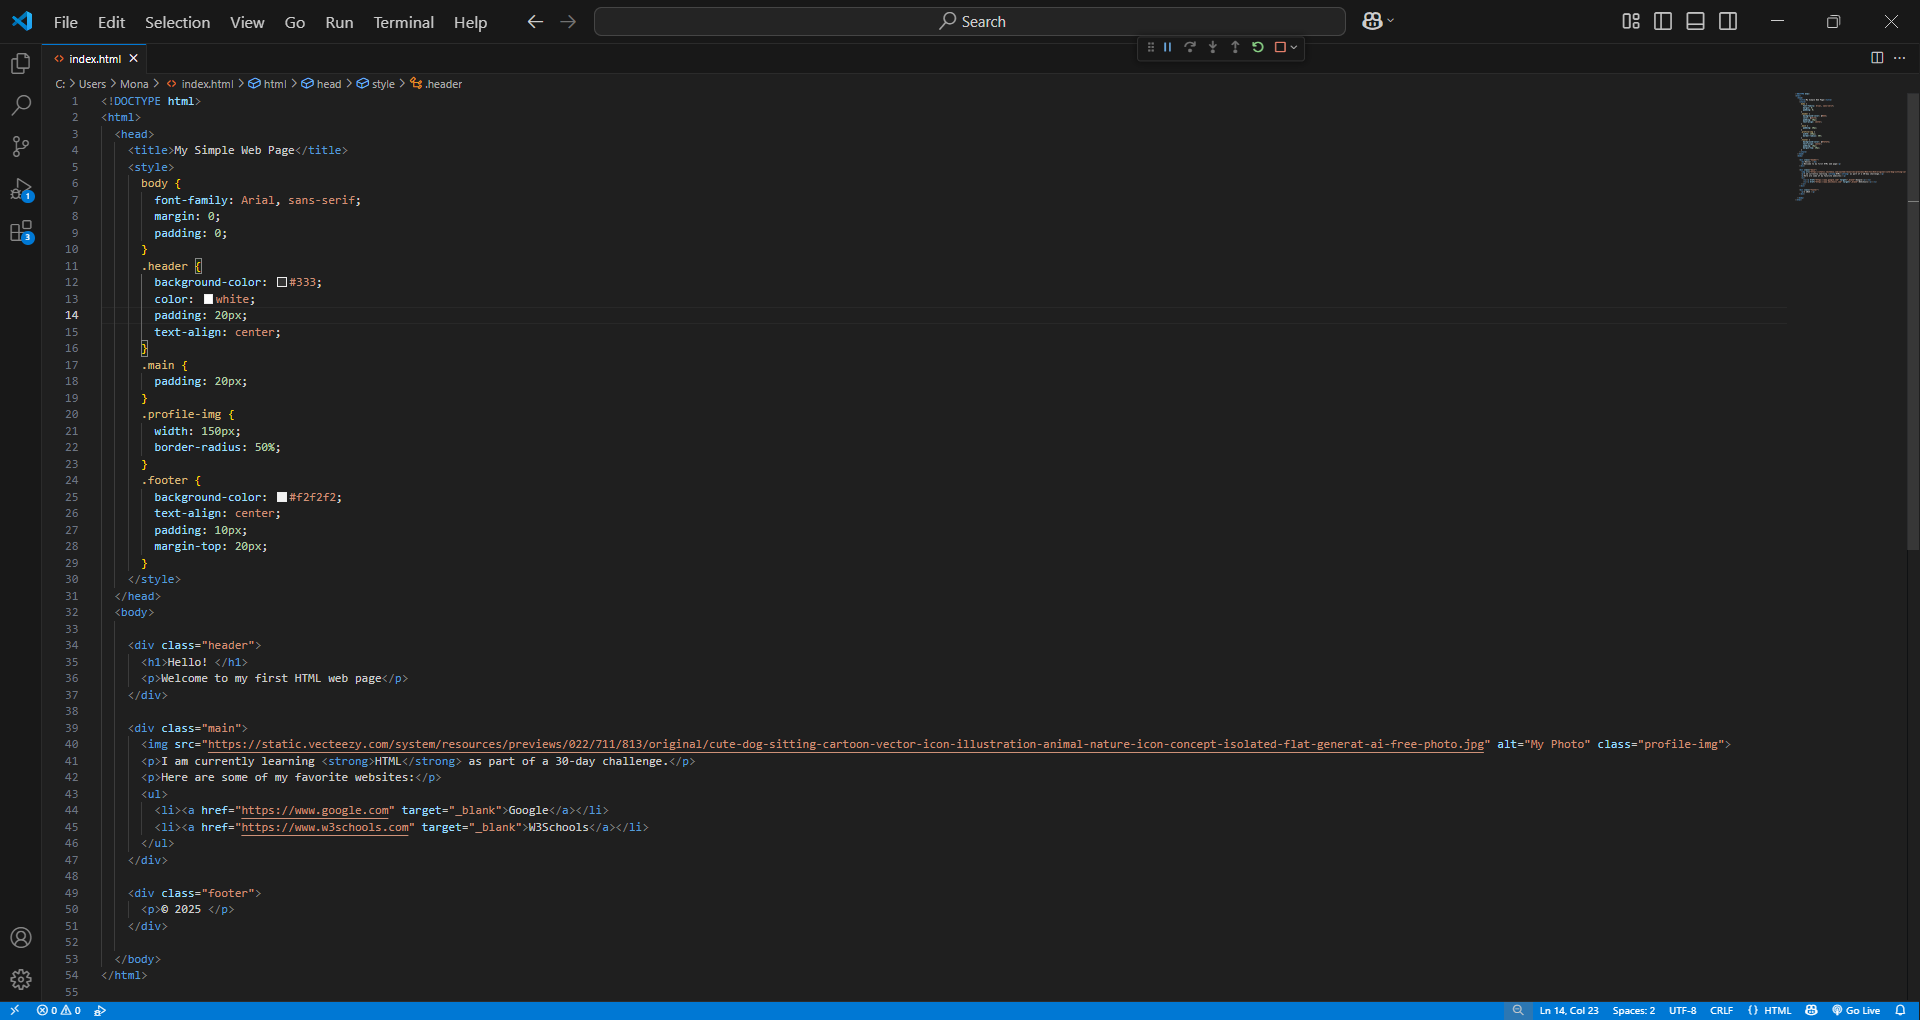 File Edit Selection View Go Run Terminal Help
Search
index.html
C: > Users > Mona > index.html > html > head > style > .header
1 <!DOCTYPE html>
2 <html>
3 <head>
4 <title>My Simple Web Page</title>
5 <style>
6 body {
7 font-family: Arial, sans-serif;
8 margin: 0;
9 padding: 0;
10 }
11 .header {
12 background-color: #333;
13 color: white;
14 padding: 20px;
15 text-align: center;
16 }
17 .main {
18 padding: 20px;
19 }
20 .profile-img {
21 width: 150px;
22 border-radius: 50%;
23 }
24 .footer {
25 background-color: #f2f2f2;
26 text-align: center;
27 padding: 10px;
28 margin-top: 20px;
29 }
30 </style>
31 </head>
32 <body>
33
34 <div class="header">
35 <h1>Hello! </h1>
36 <p>Welcome to my first HTML web page</p>
37 </div>
38
39 <div class="main">
40 <img src="https://static.vecteezy.com/system/resources/previews/022/711/813/original/cute-dog-sitting-cartoon-vector-icon-illustration-animal-nature-icon-concept-isolated-flat-generat-ai-free-photo.jpg" alt="My Photo" class="profile-img">
41 <p>I am currently learning <strong>HTML</strong> as part of a 30-day challenge.</p>
42 <p>Here are some of my favorite websites:</p>
43 <ul>
44 <li><a href="https://www.google.com" target="_blank">Google</a></li>
45 <li><a href="https://www.w3schools.com" target="_blank">W3Schools</a></li>
46 </ul>
47 </div>
48
49 <div class="footer">
50 <p>© 2025 </p>
51 </div>
52
53 </body>
54 </html>
55
1
3
0 0 Ln 14, Col 23 Spaces: 2 UTF-8 CRLF {} HTML Go Live